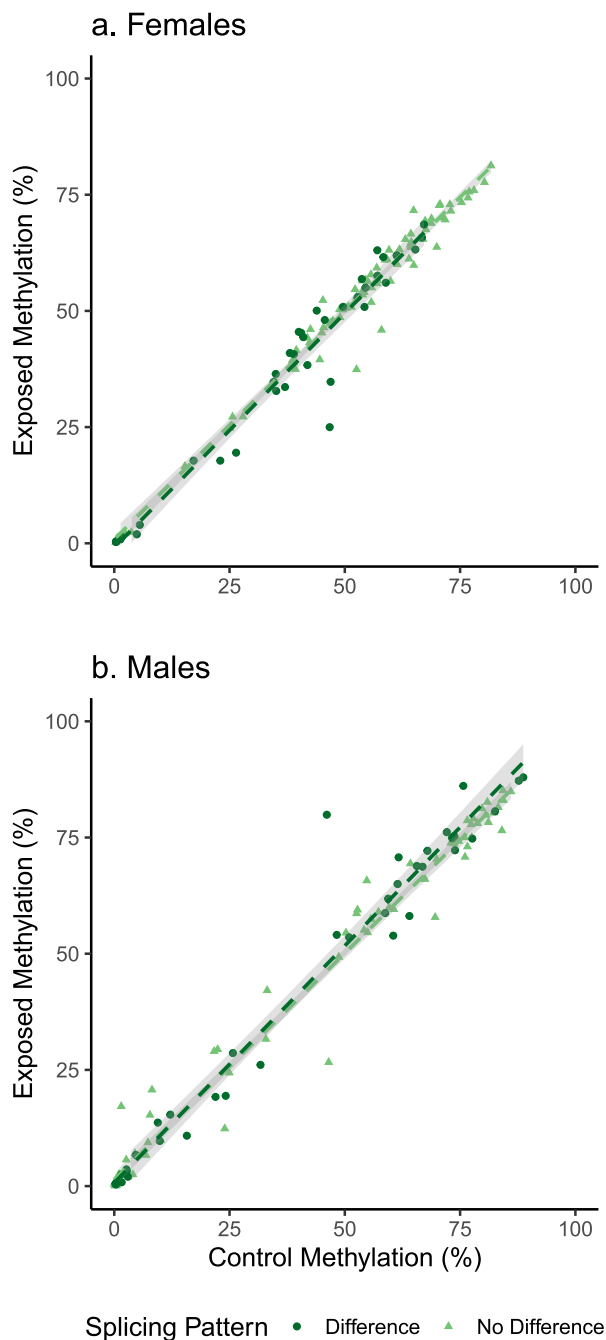 a. Females
100
75
50
25
0
Exposed Methylation (%)
0 25 50 75 100
b. Males
100
75
50
25
0
Exposed Methylation (%)
0 25 50 75 100
Control Methylation (%)
Splicing Pattern Difference No Difference